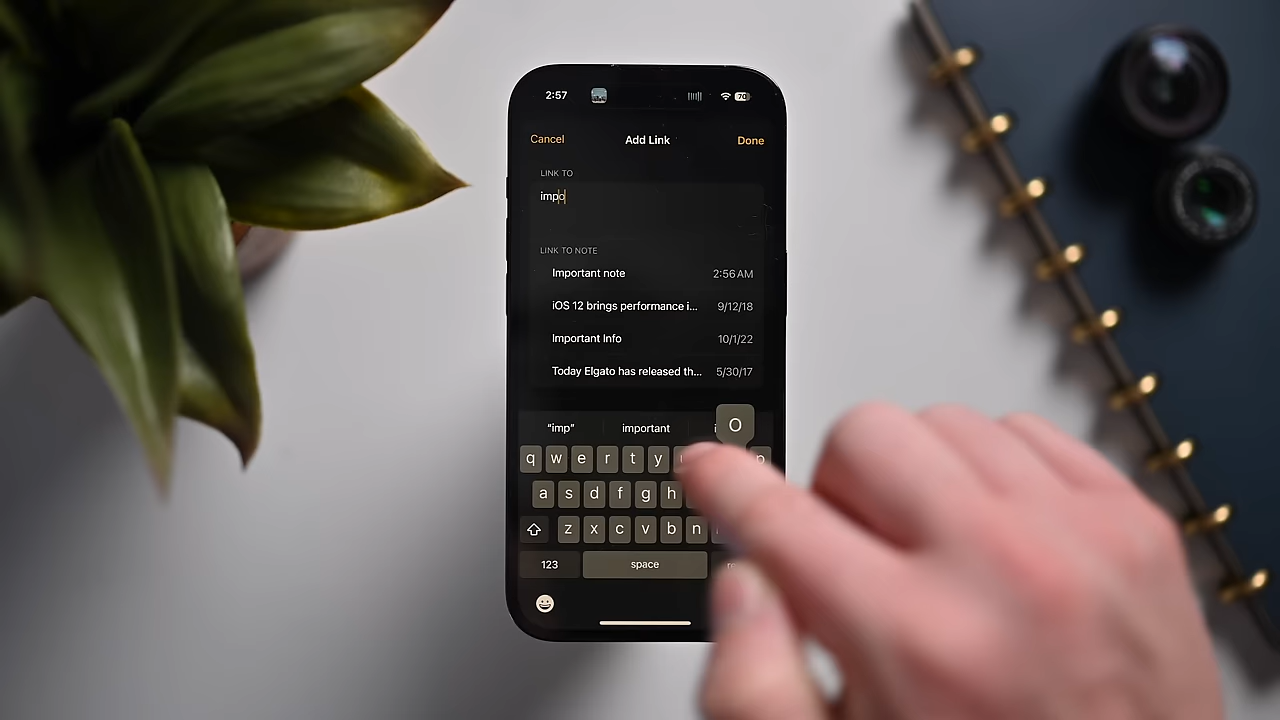 2:57 70
Cancel Add Link Done
LINK TO
impo
LINK TO NOTE
Important note 2:56 AM
iOS 12 brings performance i... 9/12/18
Important Info 10/1/22
Today Elgato has released th... 5/30/17
“imp” important
O
q w e r t y p
a s d f g h
z x c v b n
123 space